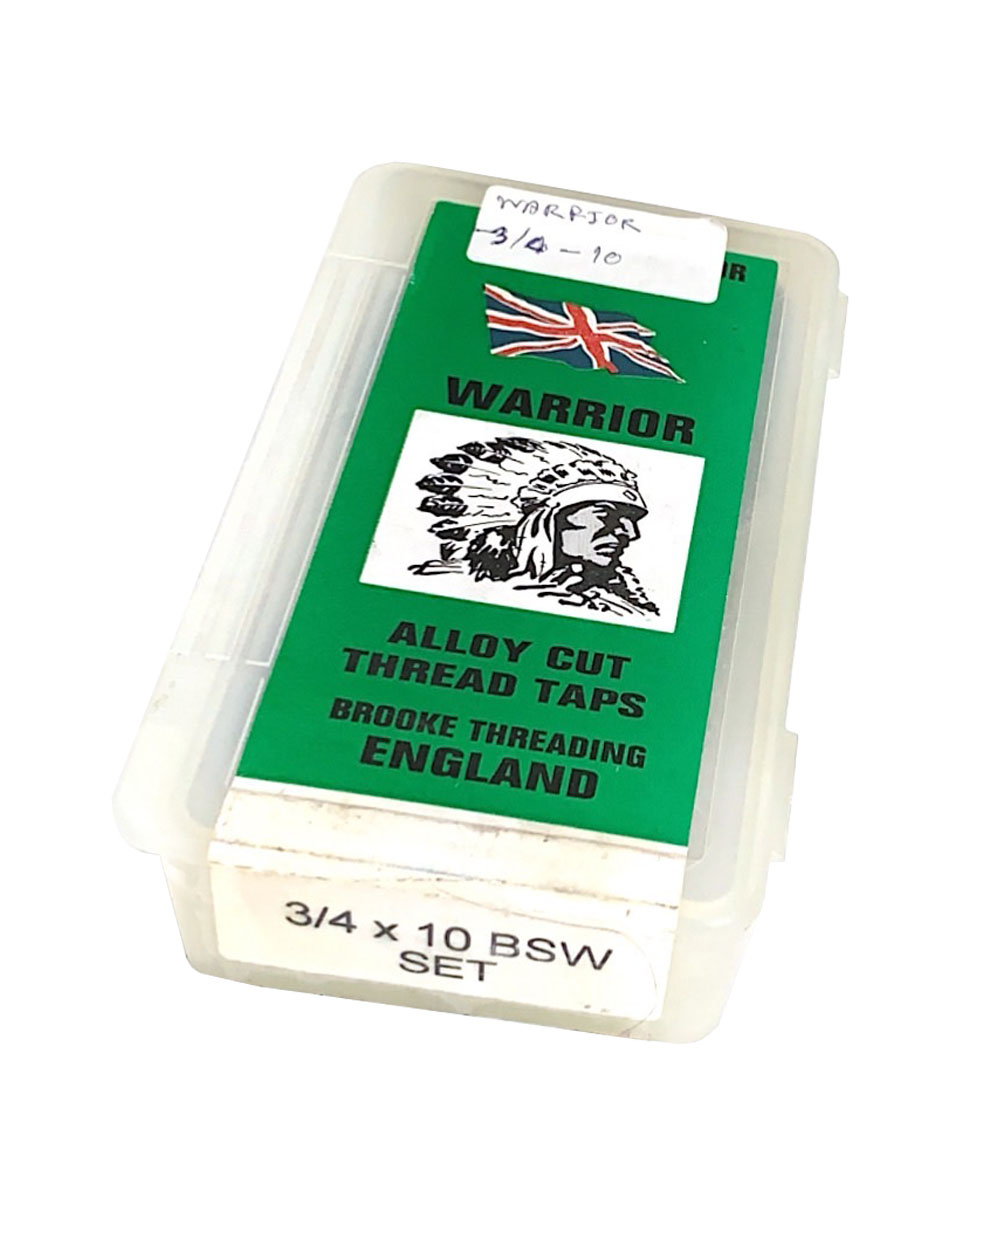 WARRIOR
3/4 - 10
WARRIOR
ALLOY CUT
THREAD TAPS
BROOKE THREADING
ENGLAND
3/4 x 10 BSW
SET